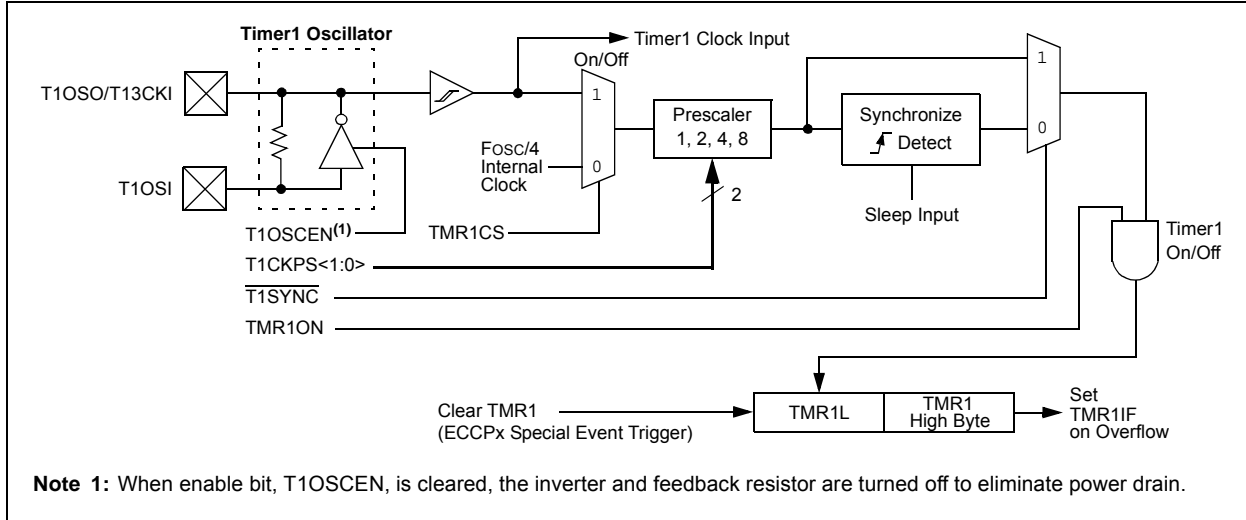 Timer1 Oscillator
Timer1 Clock Input
On/Off
T1OSO/T13CKI
1
1
Prescaler
1, 2, 4, 8
Synchronize
Detect
0
FOSC/4
Internal
Clock
0
T1OSI
2
Sleep Input
T1OSCEN(1)
TMR1CS
Timer1
On/Off
T1CKPS<1:0>
T1SYNC
TMR1ON
Clear TMR1
(ECCPx Special Event Trigger)
TMR1L
TMR1
High Byte
Set
TMR1IF
on Overflow
Note 1: When enable bit, T1OSCEN, is cleared, the inverter and feedback resistor are turned off to eliminate power drain.